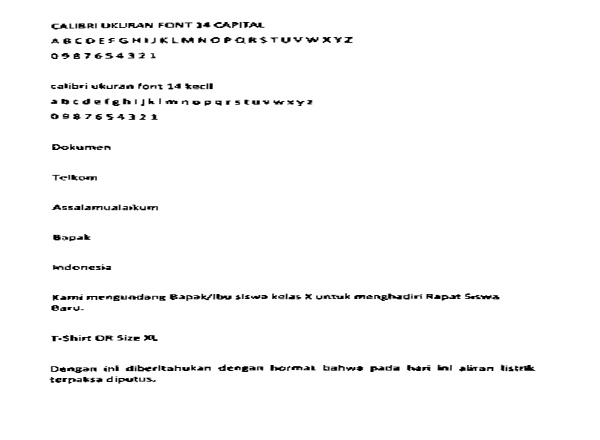 CALIBRI UKURAN FONT 14 CAPITAL
A B C D E F G H I J K L M N O P Q R S T U V W X Y Z
0 9 8 7 6 5 4 3 2 1
calibri ukuran font 14 kecil
a b c d e f g h i j k l m n o p q r s t u v w x y z
0 9 8 7 6 5 4 3 2 1
Dokumen
Telkom
Assalamualaikum
Bapak
Indonesia
Kami mengundang Bapak/Ibu siswa kelas X untuk menghadiri Rapat Siswa
Baru.
T-Shirt OR Size XL
Dengan ini diberitahukan dengan hormat bahwa pada hari ini aliran listrik
terpaksa diputus.